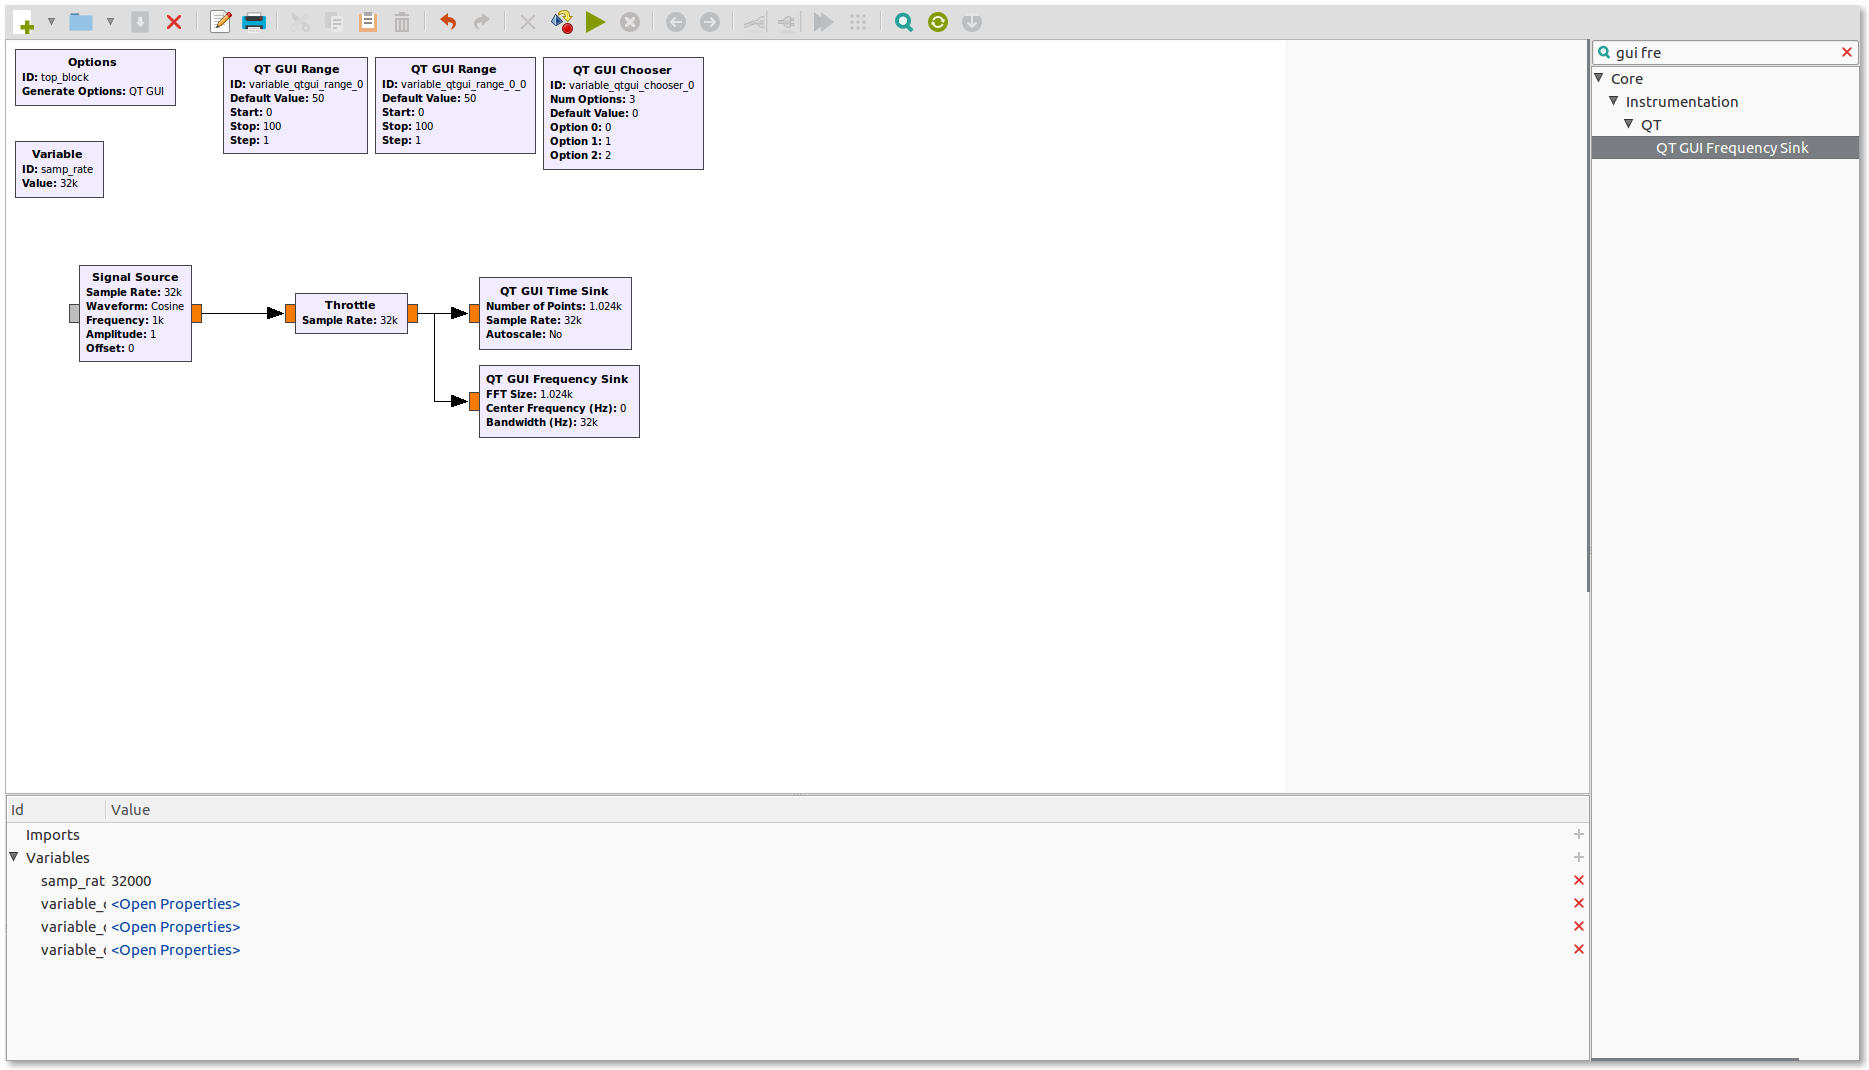 gui fre
Core
Instrumentation
QT
QT GUI Frequency Sink
Options
ID: top_block
Generate Options: QT GUI
QT GUI Range
ID: variable_qtgui_range_0
Default Value: 50
Start: 0
Stop: 100
Step: 1
QT GUI Range
ID: variable_qtgui_range_0_0
Default Value: 50
Start: 0
Stop: 100
Step: 1
QT GUI Chooser
ID: variable_qtgui_chooser_0
Num Options: 3
Default Value: 0
Option 0: 0
Option 1: 1
Option 2: 2
Variable
ID: samp_rate
Value: 32k
Signal Source
Sample Rate: 32k
Waveform: Cosine
Frequency: 1k
Amplitude: 1
Offset: 0
Throttle
Sample Rate: 32k
QT GUI Time Sink
Number of Points: 1.024k
Sample Rate: 32k
Autoscale: No
QT GUI Frequency Sink
FFT Size: 1.024k
Center Frequency (Hz): 0
Bandwidth (Hz): 32k
Id Value
Imports
Variables
samp_rat 32000
variable_ <Open Properties>
variable_ <Open Properties>
variable_ <Open Properties>